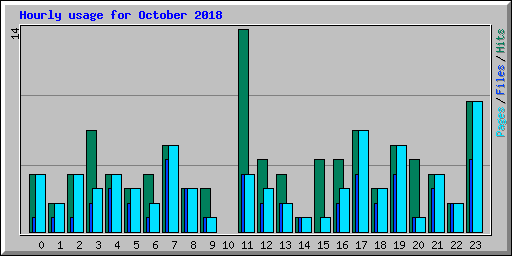 Hourly usage for October 2018
14
Pages/Files/Hits
0 1 2 3 4 5 6 7 8 9 10 11 12 13 14 15 16 17 18 19 20 21 22 23